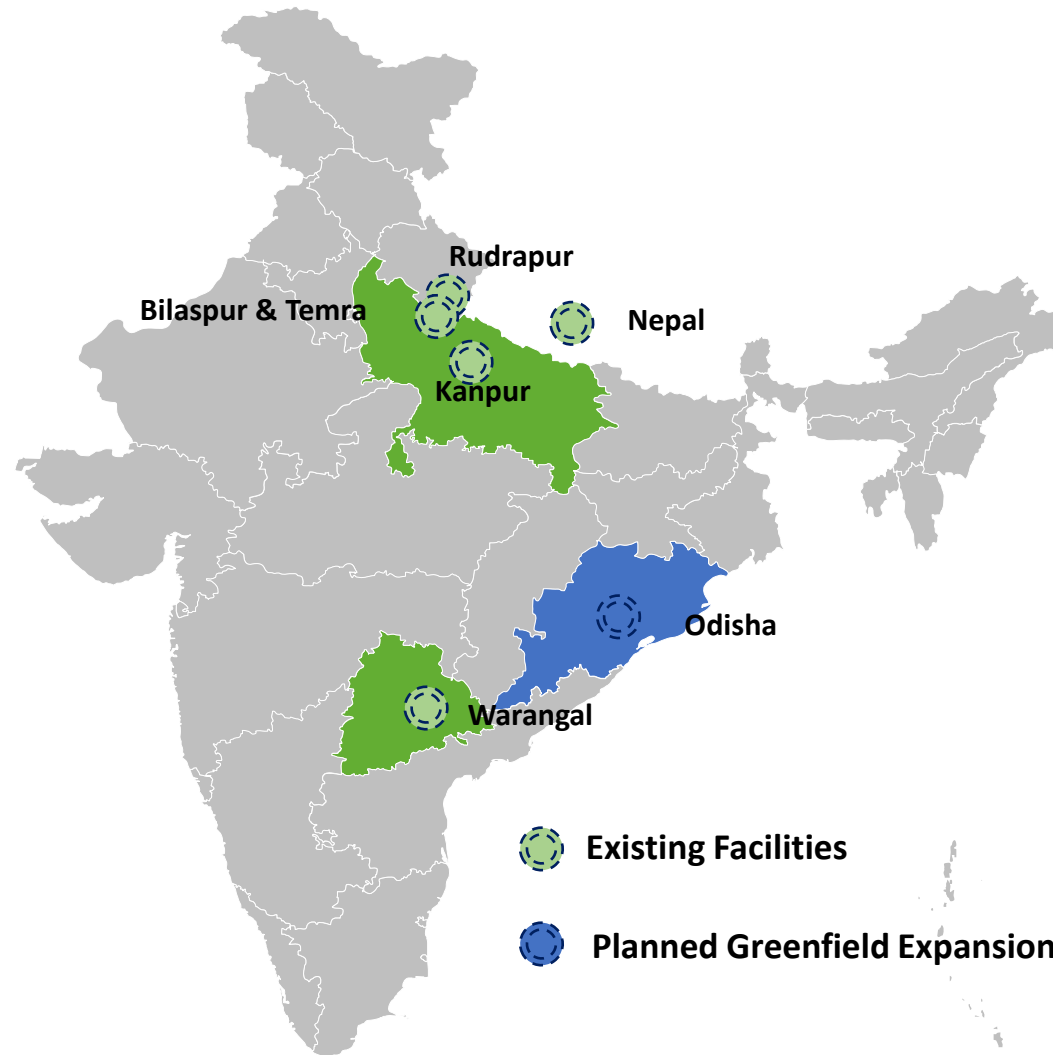 Rudrapur
Bilaspur & Temra
Nepal
Kanpur
Odisha
Warangal
Existing Facilities
Planned Greenfield Expansion